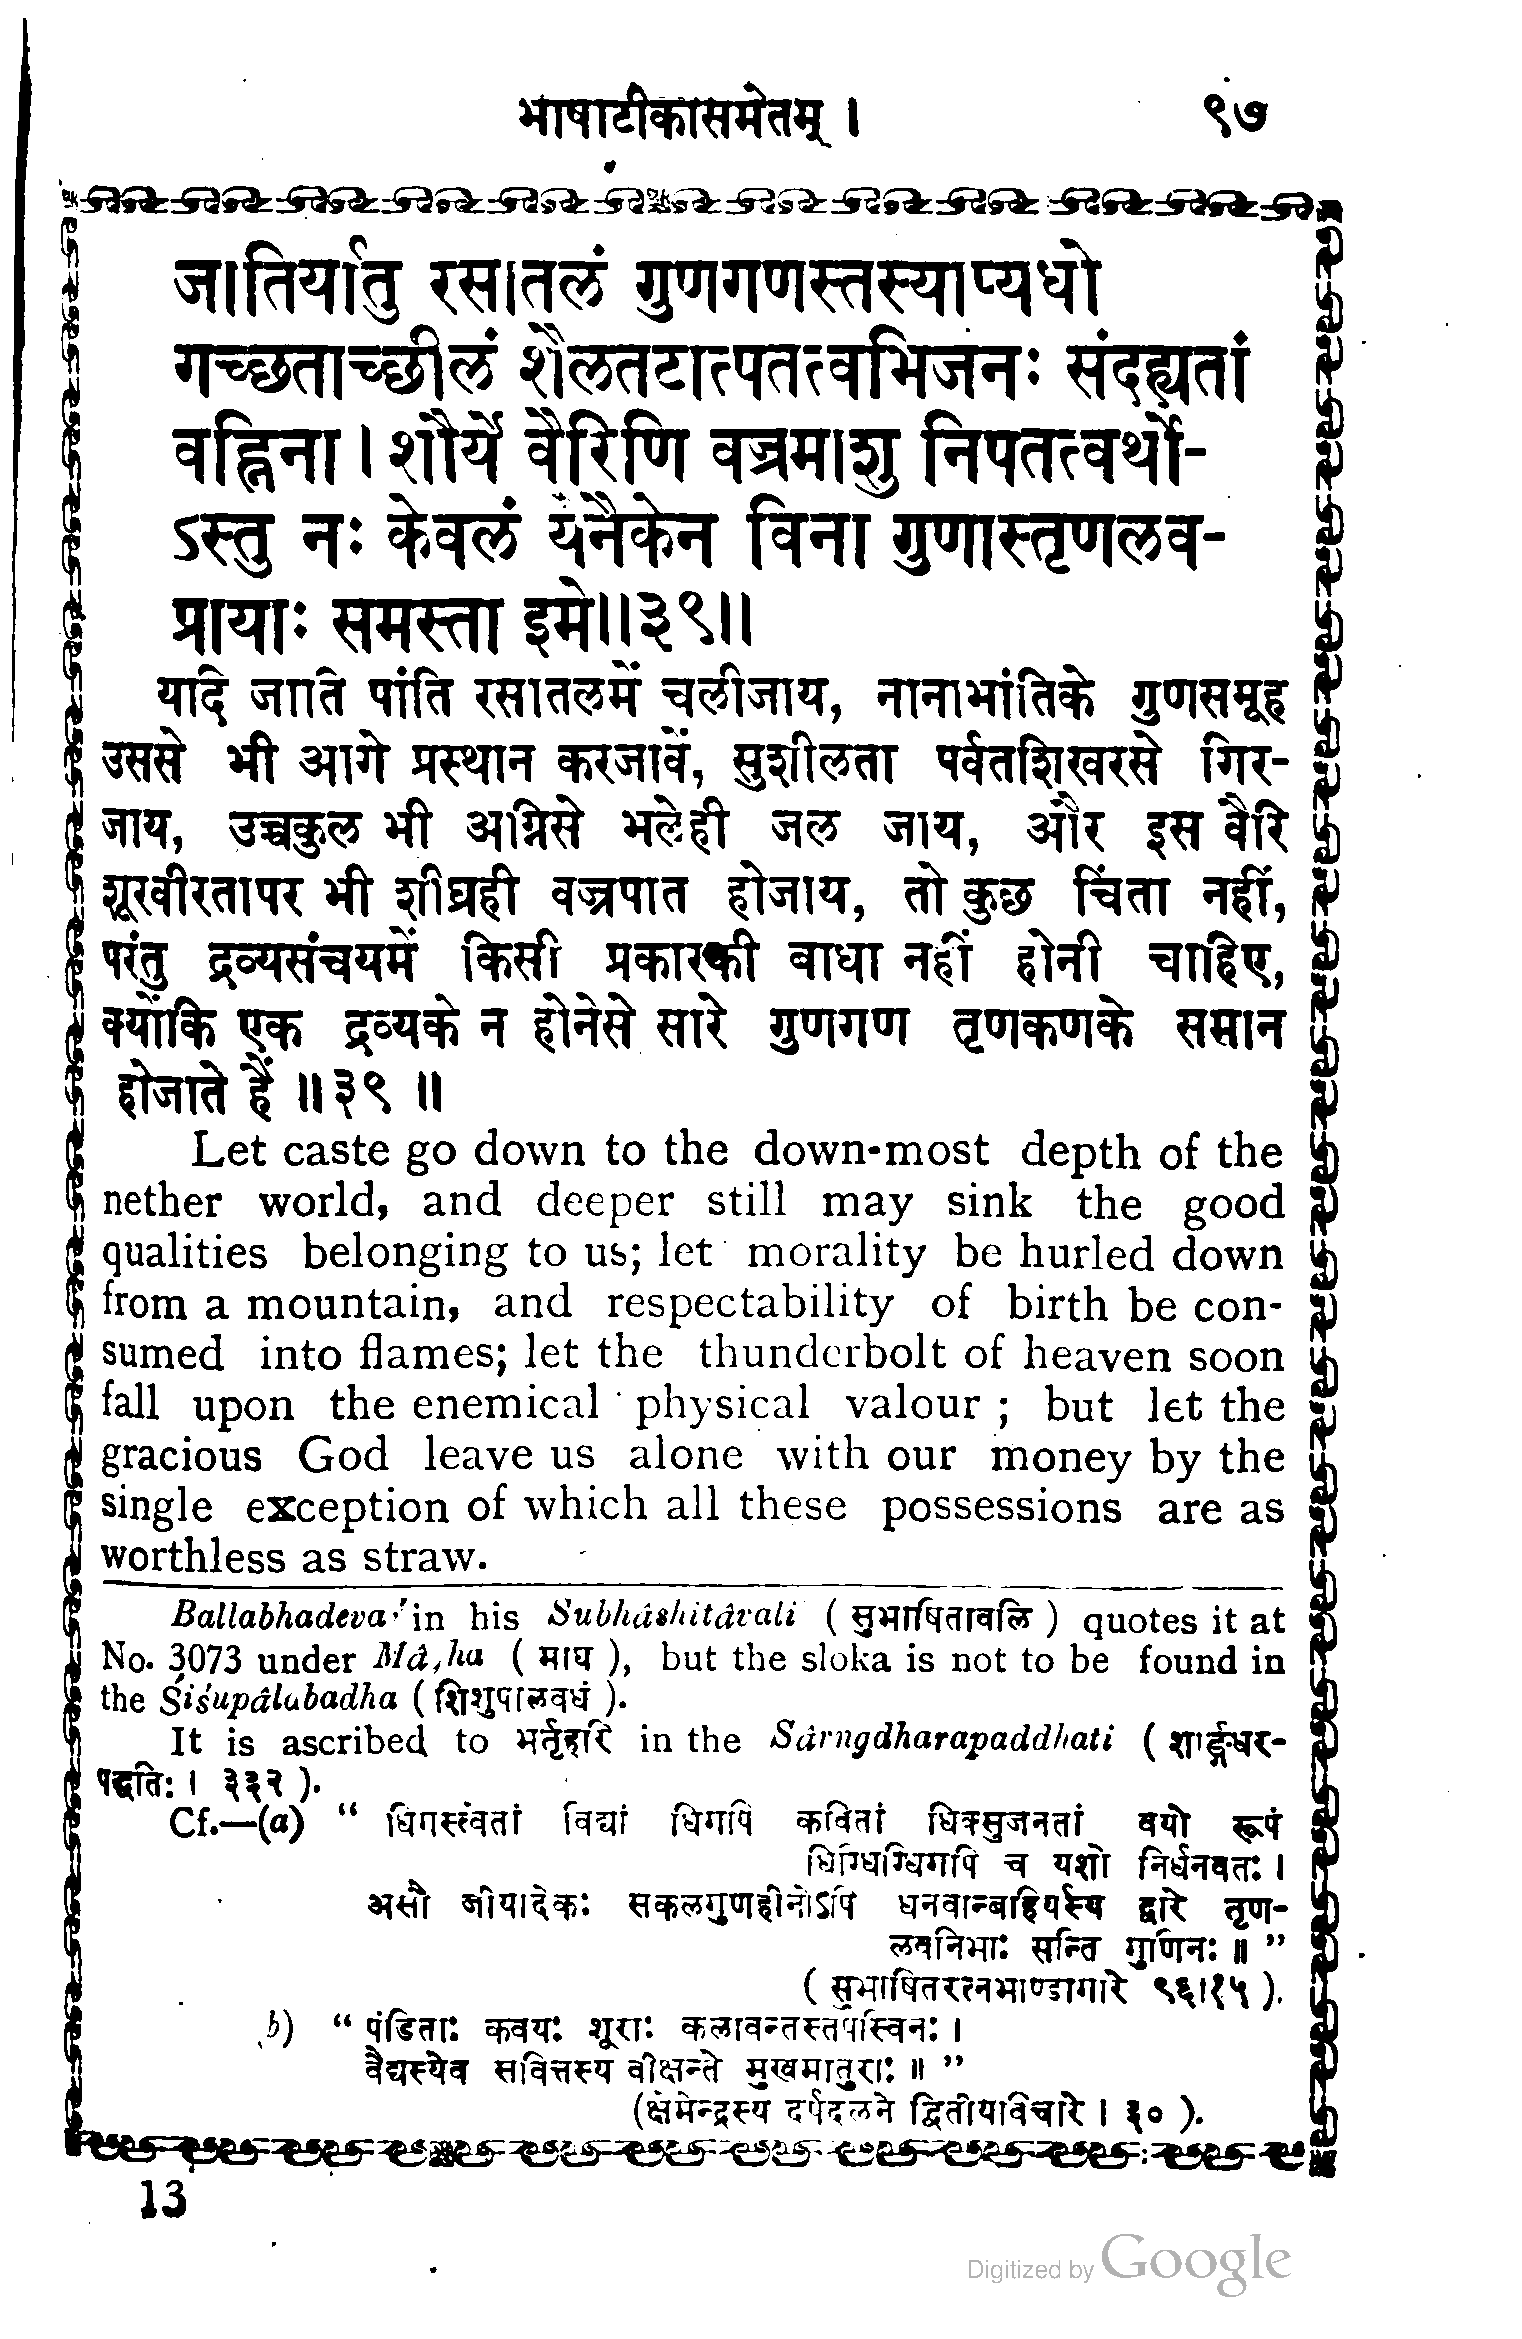 भाषाटीकासमेतम् । ९७
जातिर्यातु रसातलं गुणगणस्तस्याप्यधो
गच्छताच्छीलं शैलतटात्पतत्वभिजनः संदह्यतां
वह्निना । शौर्ये वैरिणि वज्रमाशु निपतत्वर्थो-
ऽस्तु नः केवलं येनैकेन विना गुणास्तृणलव-
प्रायाः समस्ता इमे॥३९॥
यदि जाति पांति रसातलमें चलीजाय, नानाभांतिके गुणसमूह
उससे भी आगे प्रस्थान करजावें, सुशीलता पर्वतशिखरसे गिर-
जाय, उच्चकुल भी अग्निसे भलेही जल जाय, और इस वैरि
शूरवीरतापर भी शीघ्रही वज्रपात होजाय, तो कुछ चिंता नहीं,
परंतु द्रव्यसंचयमें किसी प्रकारकी बाधा नहीं होनी चाहिए,
क्योंकि एक द्रव्यके न होनेसे सारे गुणगण तृणकणके समान
होजाते हैं ॥३९ ॥
Let caste go down to the down-most depth of the
nether world, and deeper still may sink the good
qualities belonging to us; let morality be hurled down
from a mountain, and respectability of birth be con-
sumed into flames; let the thunderbolt of heaven soon
fall upon the enemical physical valour ; but let the
gracious God leave us alone with our money by the
single exception of which all these possessions are as
worthless as straw.
Ballabhadeva in his Subhâshitâvali ( सुभाषितावलि ) quotes it at
No. 3073 under ( माघ ), but the sloka is not to be found in
the Śiśupâlabadha ( शिशुपालवधं ).
It is ascribed to भर्तृहरि in the Sârngdharapaddhati ( शार्ङ्गधर-
पद्धतिः । ३३२ ).
Cf.—(a) “ धिगस्त्वेतां विद्यां धिगपि कवितां धिक्सुजनतां वयो रूपं
धिग्धिग्धिगपि च यशो निर्धनवतः ।
असौ जीयादेकः सकलगुणहीनोऽपि धनवान्बहिर्यस्य द्वारे तृण-
लवनिभाः सन्ति गुणिनः ॥ ”
( सुभाषितरत्नभाण्डागारे ९६।१५ ).
b) “ पंडिताः कवयः शूराः कलावन्तस्तपस्विनः ।
वैद्यस्येव सवित्तस्य वीक्षन्ते मुखमातुराः ॥ ”
(क्षेमेन्द्रस्य दर्पदलने द्वितीयविचारे । ३० ).
13
Digitized by Google